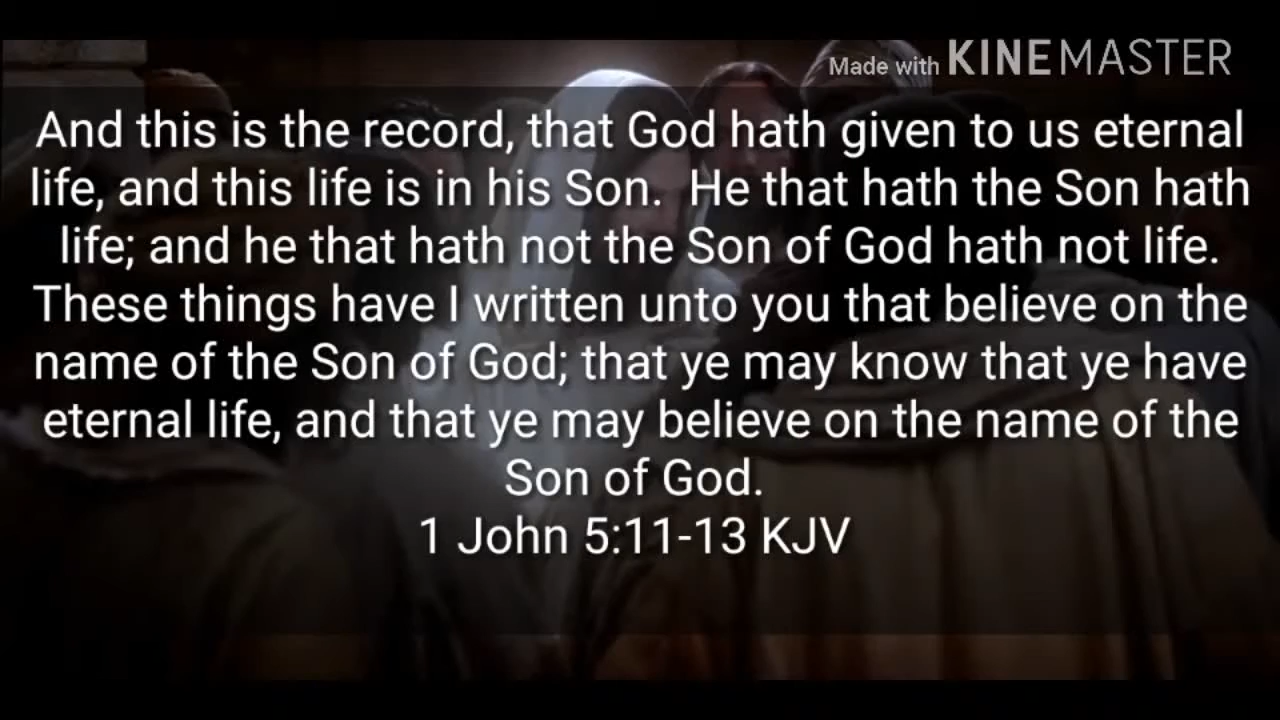 Made with KINEMASTER
And this is the record, that God hath given to us eternal
life, and this life is in his Son.  He that hath the Son hath
life; and he that hath not the Son of God hath not life.
These things have I written unto you that believe on the
name of the Son of God; that ye may know that ye have
eternal life, and that ye may believe on the name of the
Son of God.
1 John 5:11-13 KJV